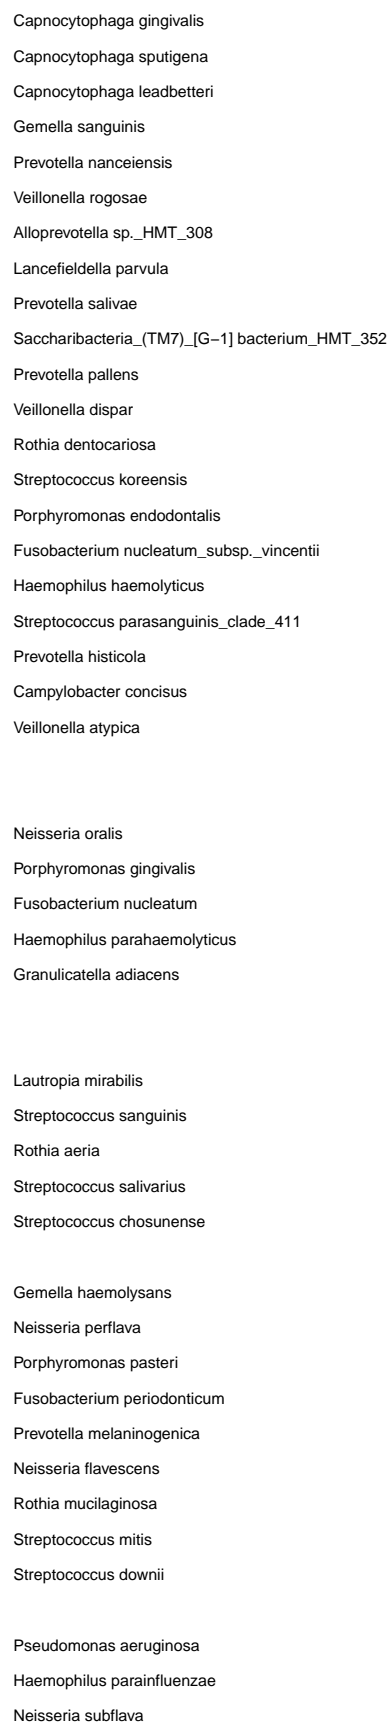 Capnocytophaga gingivalis
Capnocytophaga sputigena
Capnocytophaga leadbetteri
Gemella sanguinis
Prevotella nanceiensis
Veillonella rogosae
Alloprevotella sp._HMT_308
Lancefieldella parvula
Prevotella salivae
Saccharibacteria_(TM7)_[G−1] bacterium_HMT_352
Prevotella pallens
Veillonella dispar
Rothia dentocariosa
Streptococcus koreensis
Porphyromonas endodontalis
Fusobacterium nucleatum_subsp._vincentii
Haemophilus haemolyticus
Streptococcus parasanguinis_clade_411
Prevotella histicola
Campylobacter concisus
Veillonella atypica
Neisseria oralis
Porphyromonas gingivalis
Fusobacterium nucleatum
Haemophilus parahaemolyticus
Granulicatella adiacens
Lautropia mirabilis
Streptococcus sanguinis
Rothia aeria
Streptococcus salivarius
Streptococcus chosunense
Gemella haemolysans
Neisseria perflava
Porphyromonas pasteri
Fusobacterium periodonticum
Prevotella melaninogenica
Neisseria flavescens
Rothia mucilaginosa
Streptococcus mitis
Streptococcus downii
Pseudomonas aeruginosa
Haemophilus parainfluenzae
Neisseria subflava